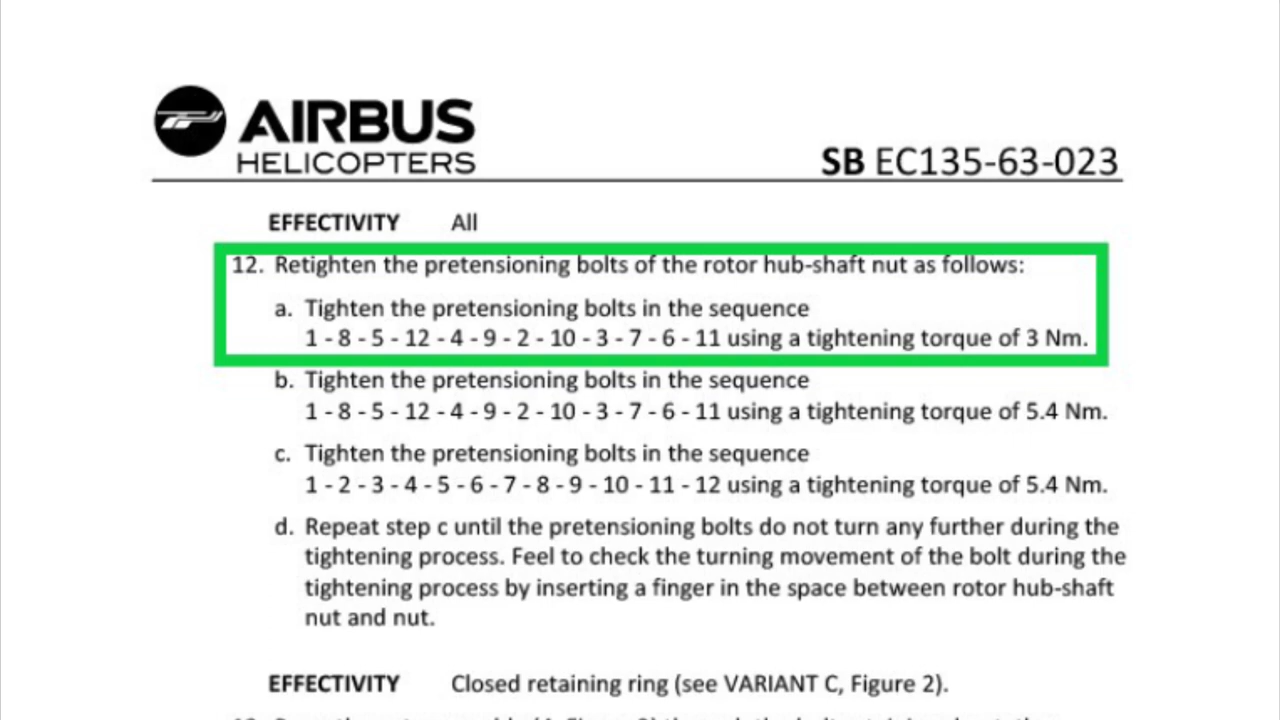 AIRBUS
HELICOPTERS
SB EC135-63-023
EFFECTIVITY All
12. Retighten the pretensioning bolts of the rotor hub-shaft nut as follows:
a. Tighten the pretensioning bolts in the sequence
1 - 8 - 5 - 12 - 4 - 9 - 2 - 10 - 3 - 7 - 6 - 11 using a tightening torque of 3 Nm.
b. Tighten the pretensioning bolts in the sequence
1 - 8 - 5 - 12 - 4 - 9 - 2 - 10 - 3 - 7 - 6 - 11 using a tightening torque of 5.4 Nm.
c. Tighten the pretensioning bolts in the sequence
1 - 2 - 3 - 4 - 5 - 6 - 7 - 8 - 9 - 10 - 11 - 12 using a tightening torque of 5.4 Nm.
d. Repeat step c until the pretensioning bolts do not turn any further during the
tightening process. Feel to check the turning movement of the bolt during the
tightening process by inserting a finger in the space between rotor hub-shaft
nut and nut.
EFFECTIVITY Closed retaining ring (see VARIANT C, Figure 2).